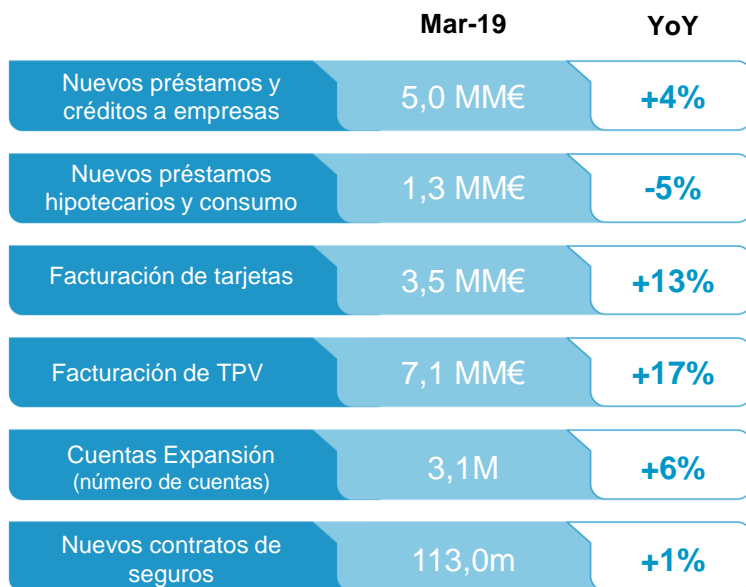 Mar-19 YoY
Nuevos préstamos y
créditos a empresas
5,0 MM€
+4%
Nuevos préstamos
hipotecarios y consumo
1,3 MM€
-5%
Facturación de tarjetas
3,5 MM€
+13%
Facturación de TPV
7,1 MM€
+17%
Cuentas Expansión
(número de cuentas)
3,1M
+6%
Nuevos contratos de
seguros
113,0m
+1%